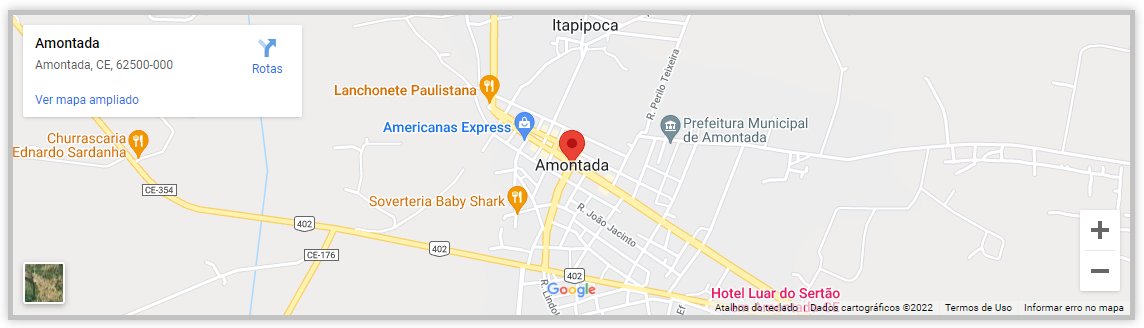 Amontada
Amontada, CE, 62500-000
Rotas
Ver mapa ampliado
Itapipoca
Lanchonete Paulistana
R. Perilo Teixeira
Americanas Express
Prefeitura Municipal
de Amontada
Churrascaria
Ednardo Sardanha
Amontada
CE-354
Soverteria Baby Shark
R. João Jacinto
402
402
CE-176
402
Google
Hotel Luar do Sertão
Atalhos do teclado
Dados cartográficos ©2022
Termos de Uso
Informar erro no mapa